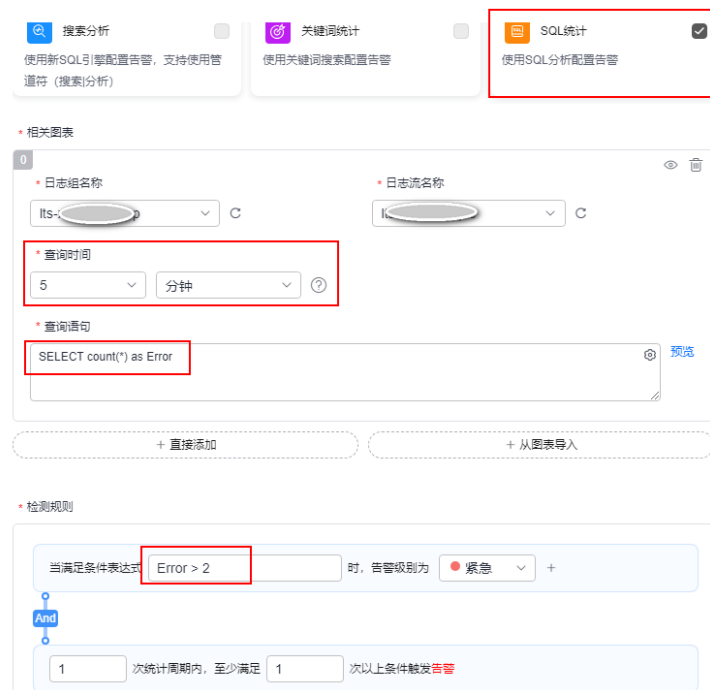 搜索分析
关键词统计
SQL统计
使用新SQL引擎配置告警，支持使用管道符（搜索|分析）
使用关键词搜索配置告警
使用SQL分析配置告警
* 相关图表
0
* 日志组名称
* 日志流名称
lts-
* 查询时间
5
分钟
* 查询语句
SELECT count(*) as Error
预览
+ 直接添加
+ 从图表导入
* 检测规则
当满足条件表达式 Error > 2 时，告警级别为 紧急 +
And
1 次统计周期内，至少满足 1 次以上条件触发告警